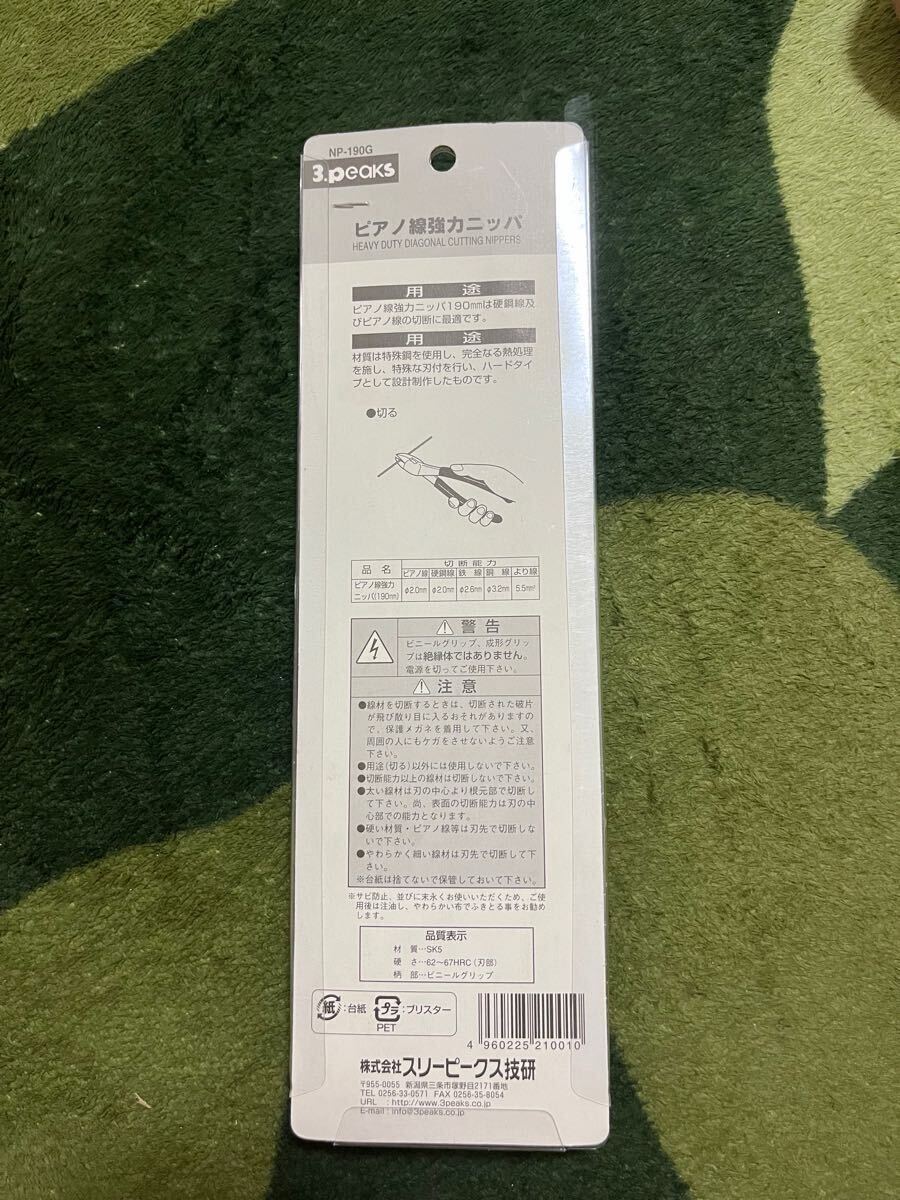 NP-190G
3.peaks
ピアノ線強力ニッパ
HEAVY DUTY DIAGONAL CUTTING NIPPERS
用途
ピアノ線強力ニッパ190mmは硬鋼線及
びピアノ線の切断に最適です。
用途
材質は特殊鋼を使用し、完全なる熱処理
を施し、特殊な刃付を行い、ハードタイ
プとして設計制作したものです。
●切る
品名 切断能力
ピアノ線 硬鋼線 鉄線 銅線 より線
ピアノ線強力
ニッパ(190mm) φ2.0mm φ2.0mm φ2.6mm φ3.2mm 5.5mm²
⚠ 警告
ビニールグリップ、成形グリッ
プは絶縁体ではありません。
電源を切ってご使用下さい。
⚠ 注意
●線材を切断するときは、切断された破片
が飛び散り目に入るおそれがありますの
で、保護メガネを着用して下さい。又、
周囲の人にもケガをさせないようご注意
下さい。
●用途(切る)以外には使用しないで下さい。
●切断能力以上の線材は切断しないで下さい。
●太い線材は刃の中心より根元部で切断し
て下さい。尚、表面の切断能力は刃の中
心部での能力となります。
●硬い材質・ピアノ線等は刃先で切断しな
いで下さい。
●やわらかく細い線材は刃先で切断して下
さい。
※台紙は捨てないで保管しておいて下さい。
※サビ防止、並びに末永くお使いいただくため、ご使
用後は注油し、やわらかい布でふきとる事をお勧め
します。
品質表示
材質…SK5
硬さ…62〜67HRC(刃部)
柄部…ビニールグリップ
紙:台紙 プラ:ブリスター
PET
4 960225 210010
株式会社スリーピークス技研
〒955-0055 新潟県三条市塚野目2171番地
TEL 0256-33-0571 FAX 0256-35-8054
URL : http://www.3peaks.co.jp
E-mail : info@3peaks.co.jp